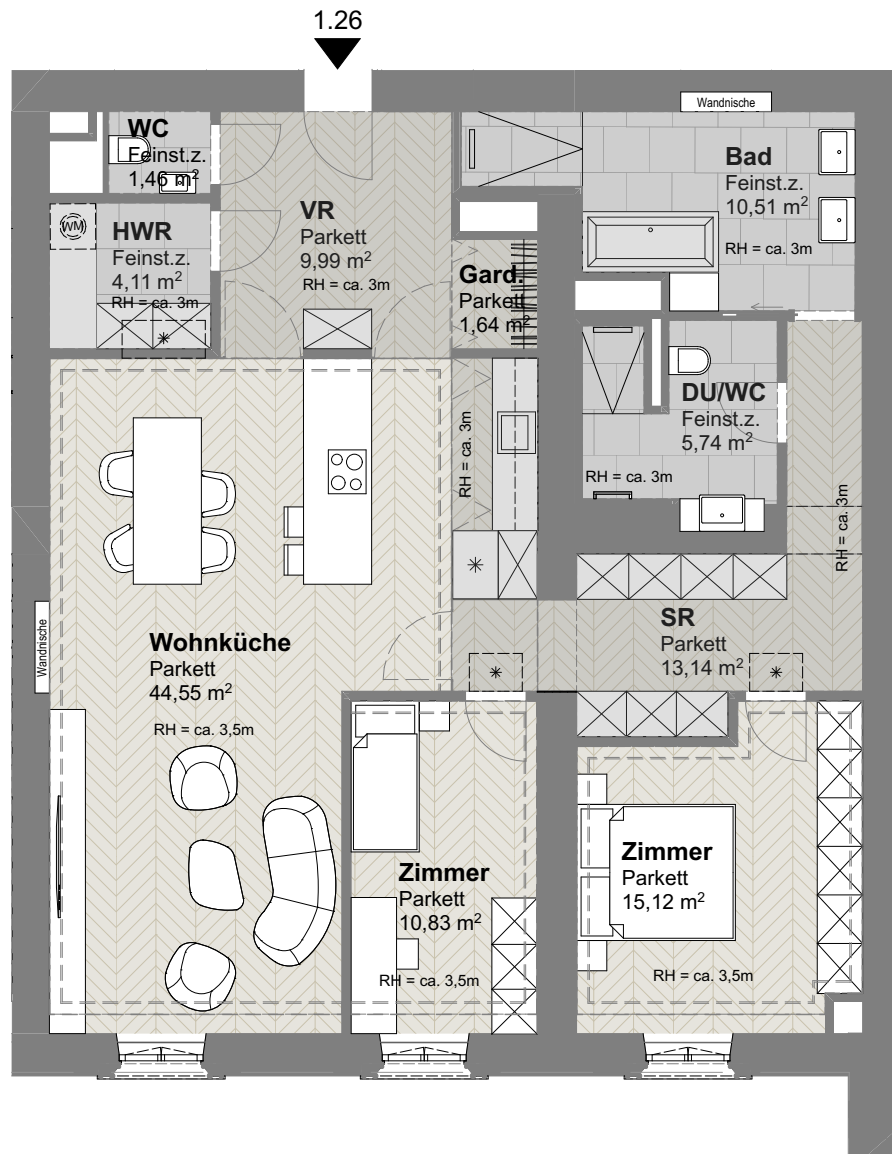 1.26
Wandnische
WC
Feinst.z.
1,46 m²
Bad
Feinst.z.
10,51 m²
RH = ca. 3m
VR
Parkett
9,99 m²
RH = ca. 3m
WM
HWR
Feinst.z.
4,11 m²
RH = ca. 3m
Gard.
Parkett
1,64 m²
DU/WC
Feinst.z.
5,74 m²
RH = ca. 3m
RH = ca. 3m
RH = ca. 3m
Wandnische
Wohnküche
Parkett
44,55 m²
RH = ca. 3,5m
SR
Parkett
13,14 m²
Zimmer
Parkett
10,83 m²
RH = ca. 3,5m
Zimmer
Parkett
15,12 m²
RH = ca. 3,5m